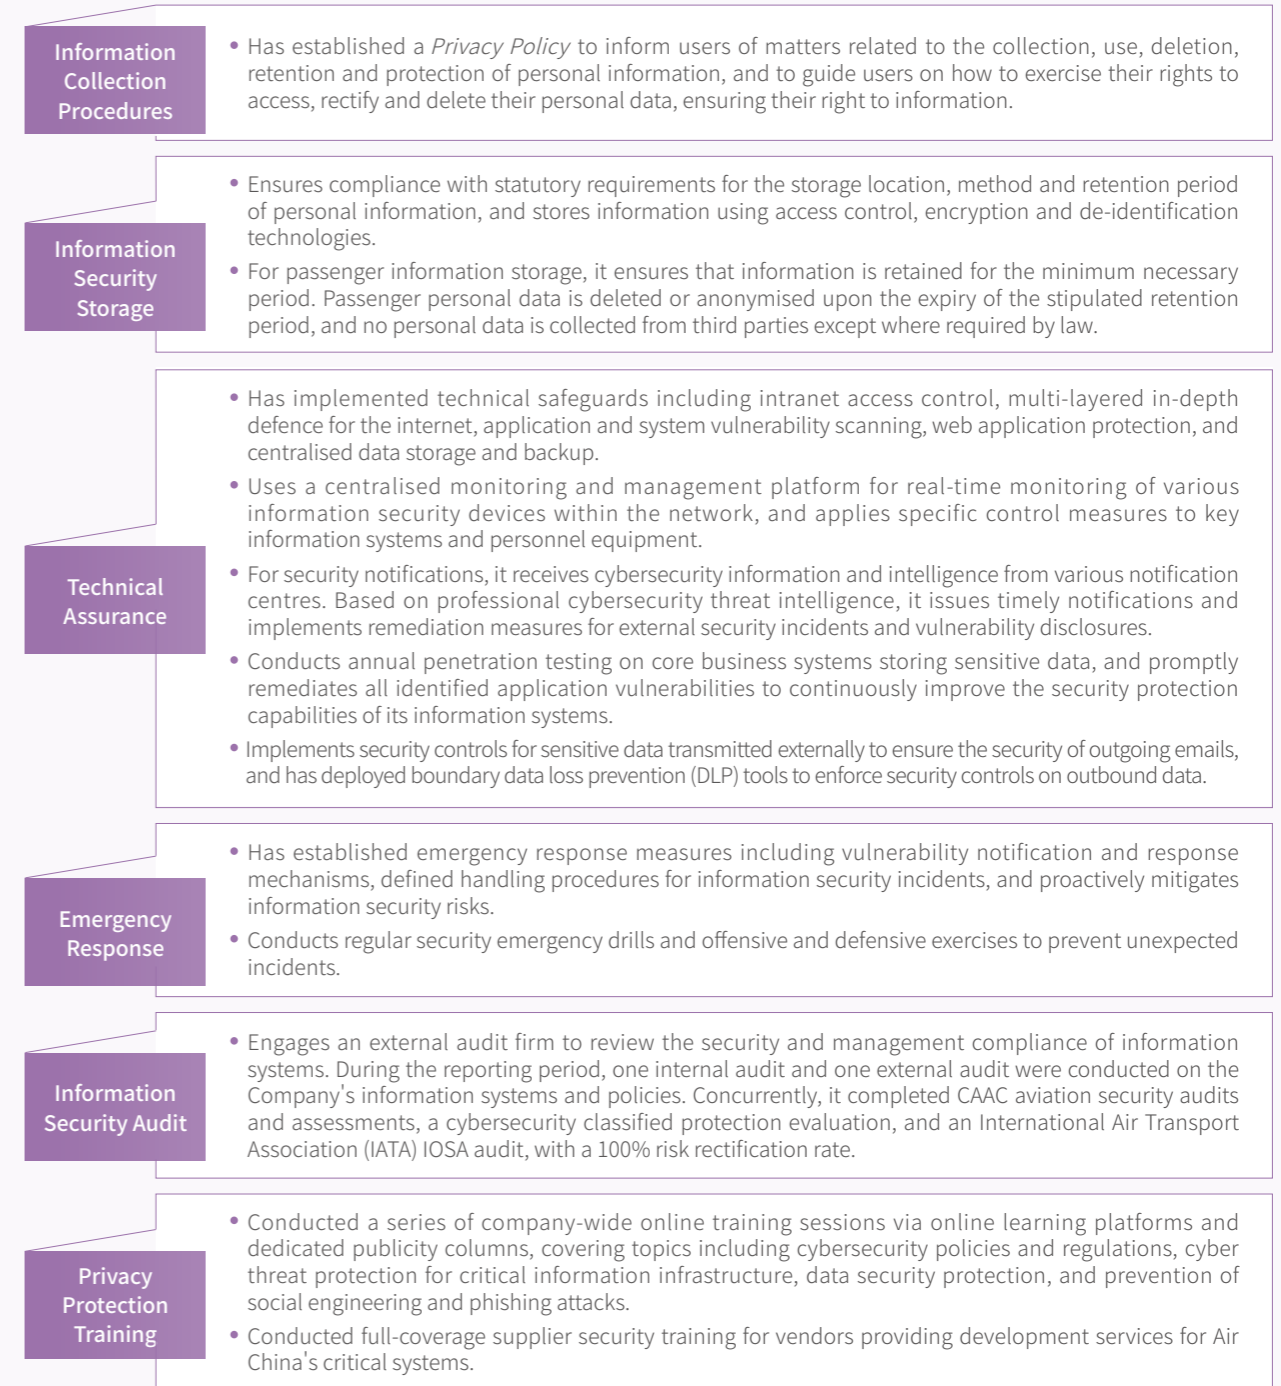 Information
Collection
Procedures
• Has established a Privacy Policy to inform users of matters related to the collection, use, deletion,
retention and protection of personal information, and to guide users on how to exercise their rights to
access, rectify and delete their personal data, ensuring their right to information.
Information
Security
Storage
• Ensures compliance with statutory requirements for the storage location, method and retention period
of personal information, and stores information using access control, encryption and de-identification
technologies.
• For passenger information storage, it ensures that information is retained for the minimum necessary
period. Passenger personal data is deleted or anonymised upon the expiry of the stipulated retention
period, and no personal data is collected from third parties except where required by law.
Technical
Assurance
• Has implemented technical safeguards including intranet access control, multi-layered in-depth
defence for the internet, application and system vulnerability scanning, web application protection, and
centralised data storage and backup.
• Uses a centralised monitoring and management platform for real-time monitoring of various
information security devices within the network, and applies specific control measures to key
information systems and personnel equipment.
• For security notifications, it receives cybersecurity information and intelligence from various notification
centres. Based on professional cybersecurity threat intelligence, it issues timely notifications and
implements remediation measures for external security incidents and vulnerability disclosures.
• Conducts annual penetration testing on core business systems storing sensitive data, and promptly
remediates all identified application vulnerabilities to continuously improve the security protection
capabilities of its information systems.
• Implements security controls for sensitive data transmitted externally to ensure the security of outgoing emails,
and has deployed boundary data loss prevention (DLP) tools to enforce security controls on outbound data.
Emergency
Response
• Has established emergency response measures including vulnerability notification and response
mechanisms, defined handling procedures for information security incidents, and proactively mitigates
information security risks.
• Conducts regular security emergency drills and offensive and defensive exercises to prevent unexpected
incidents.
Information
Security Audit
• Engages an external audit firm to review the security and management compliance of information
systems. During the reporting period, one internal audit and one external audit were conducted on the
Company's information systems and policies. Concurrently, it completed CAAC aviation security audits
and assessments, a cybersecurity classified protection evaluation, and an International Air Transport
Association (IATA) IOSA audit, with a 100% risk rectification rate.
Privacy
Protection
Training
• Conducted a series of company-wide online training sessions via online learning platforms and
dedicated publicity columns, covering topics including cybersecurity policies and regulations, cyber
threat protection for critical information infrastructure, data security protection, and prevention of
social engineering and phishing attacks.
• Conducted full-coverage supplier security training for vendors providing development services for Air
China's critical systems.